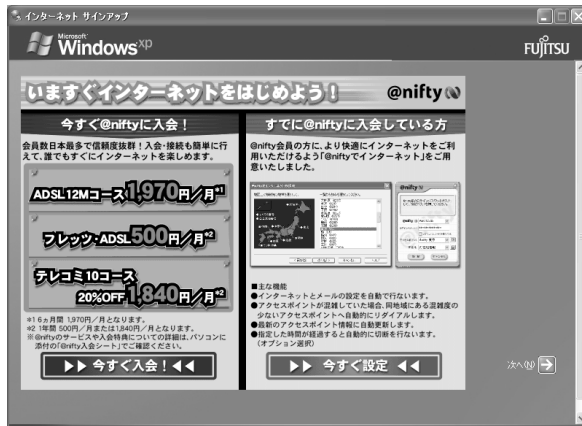 インターネット サインアップ
Microsoft
Windows xp
FUJITSU
いますぐインターネットをはじめよう！
@nifty
今すぐ@niftyに入会！
会員数日本最多で信頼度抜群！入会・接続も簡単に行
えて、誰でもすぐにインターネットを楽しめます。
ADSL12Mコース1,970円／月*1
フレッツ・ADSL500円／月*2
テレコミ10コース
20%OFF 1,840円／月*2
*1 6ヵ月間 1,970円／月となります。
*2 1年間 500円／月または1,840円／月となります。
※@niftyのサービスや入会特典についての詳細は、パソコンに
添付の「@nifty入会シート」でご確認ください。
▶▶ 今すぐ入会！◀◀
すでに@niftyに入会している方
@nifty会員の方に、より快適にインターネットをご利
用いただけるよう「@niftyでインターネット」をご用
意いたしました。
@nifty
■主な機能
●インターネットとメールの設定を自動で行ないます。
●アクセスポイントが混雑していた場合、同地域にある混雑度の
少ないアクセスポイントへ自動的にリダイアルします。
●最新のアクセスポイント情報に自動更新します。
●指定した時間が経過すると自動的に切断を行ないます。
（オプション選択）
▶▶ 今すぐ設定 ◀◀
次へ(N)